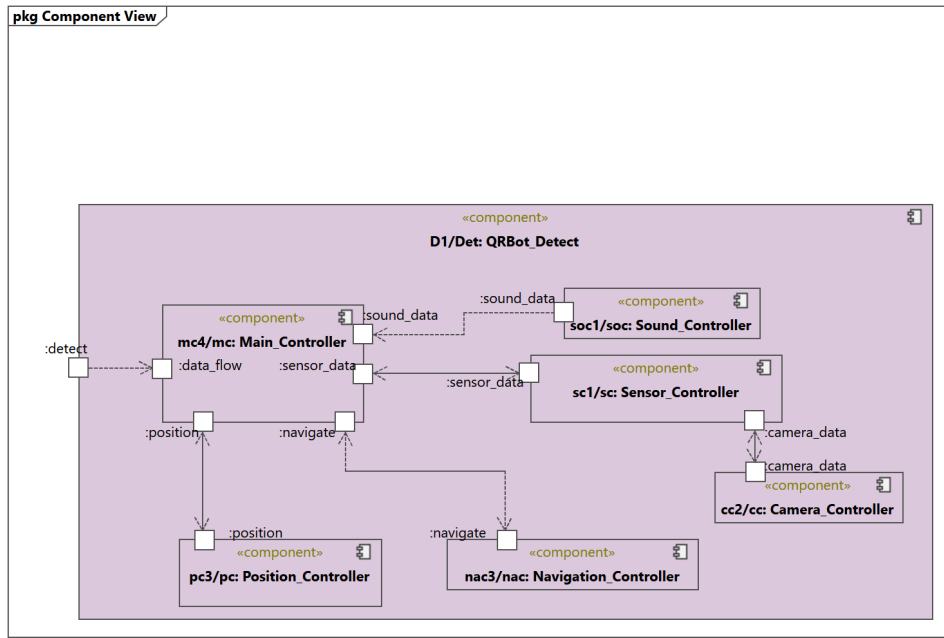 pkg Component View
«component»
D1/Det: QRBot_Detect
:sound_data
«component»
soc1/soc: Sound_Controller
«component»
:sound_data
mc4/mc: Main_Controller
:detect
:data_flow
:sensor_data
:sensor_data
«component»
sc1/sc: Sensor_Controller
:position
:navigate
:camera_data
:camera_data
«component»
cc2/cc: Camera_Controller
:position
«component»
pc3/pc: Position_Controller
:navigate
«component»
nac3/nac: Navigation_Controller